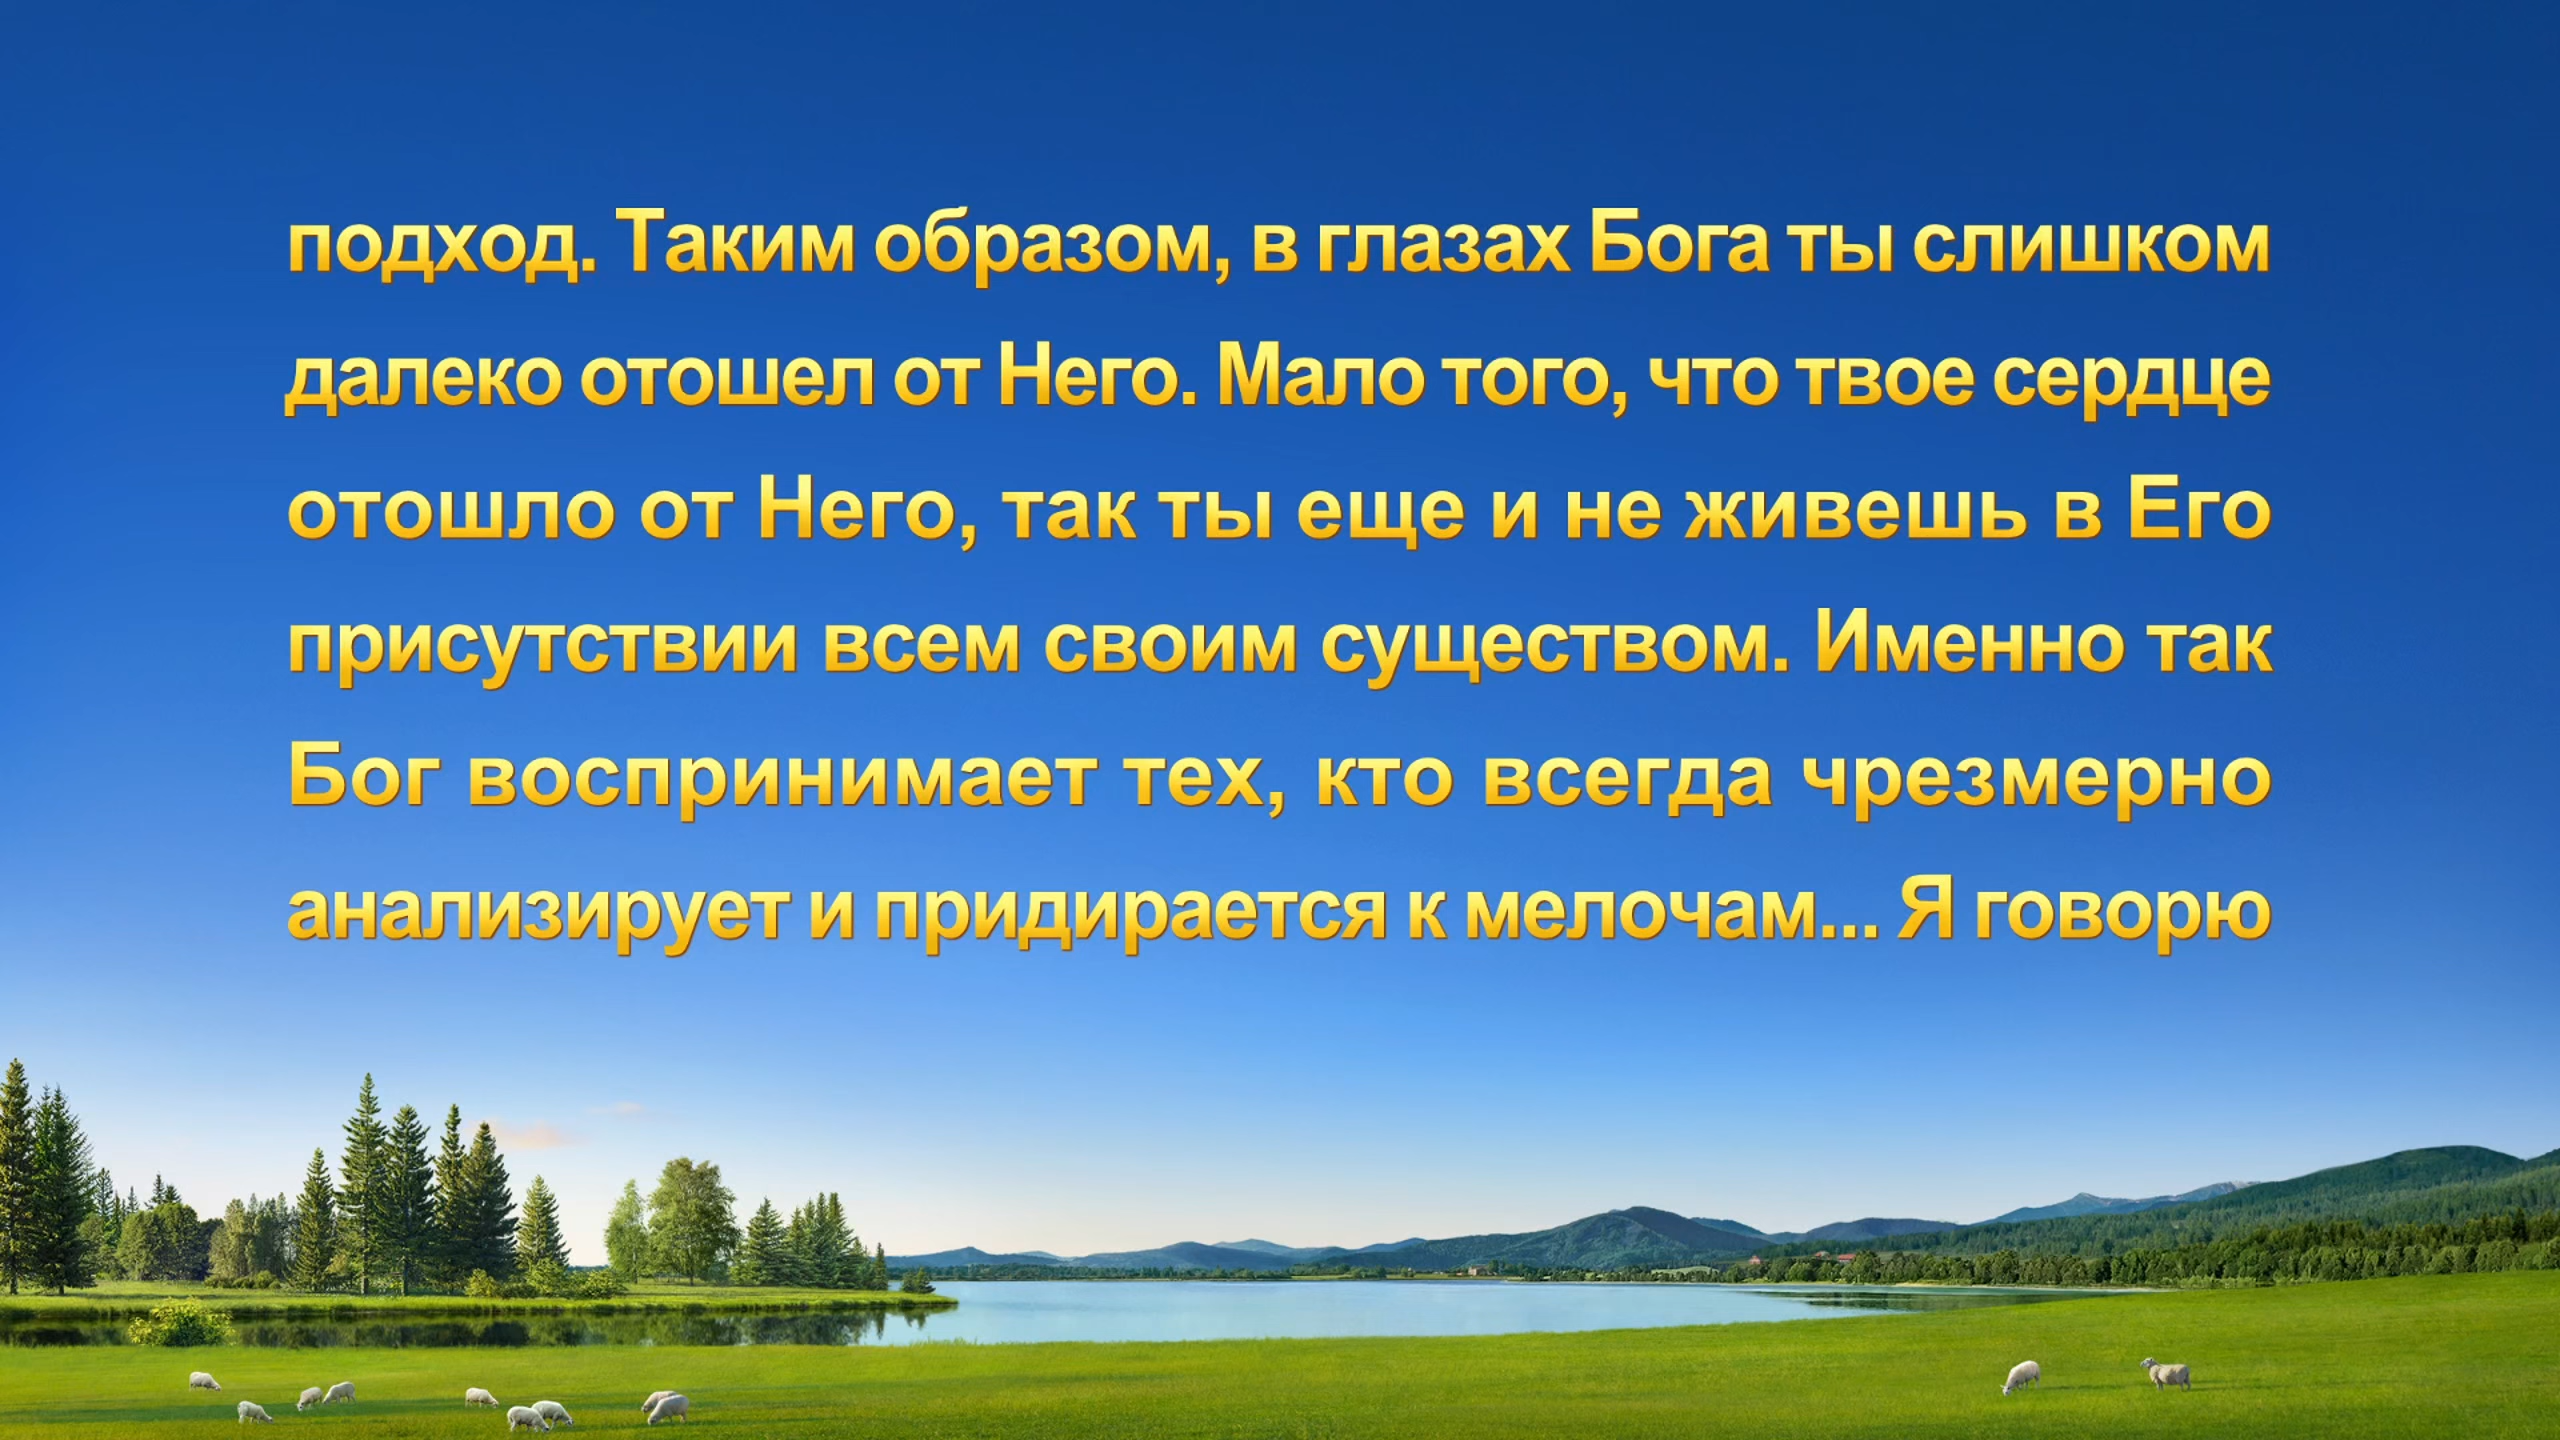 подход. Таким образом, в глазах Бога ты слишком
далеко отошел от Него. Мало того, что твое сердце
отошло от Него, так ты еще и не живешь в Его
присутствии всем своим существом. Именно так
Бог воспринимает тех, кто всегда чрезмерно
анализирует и придирается к мелочам... Я говорю